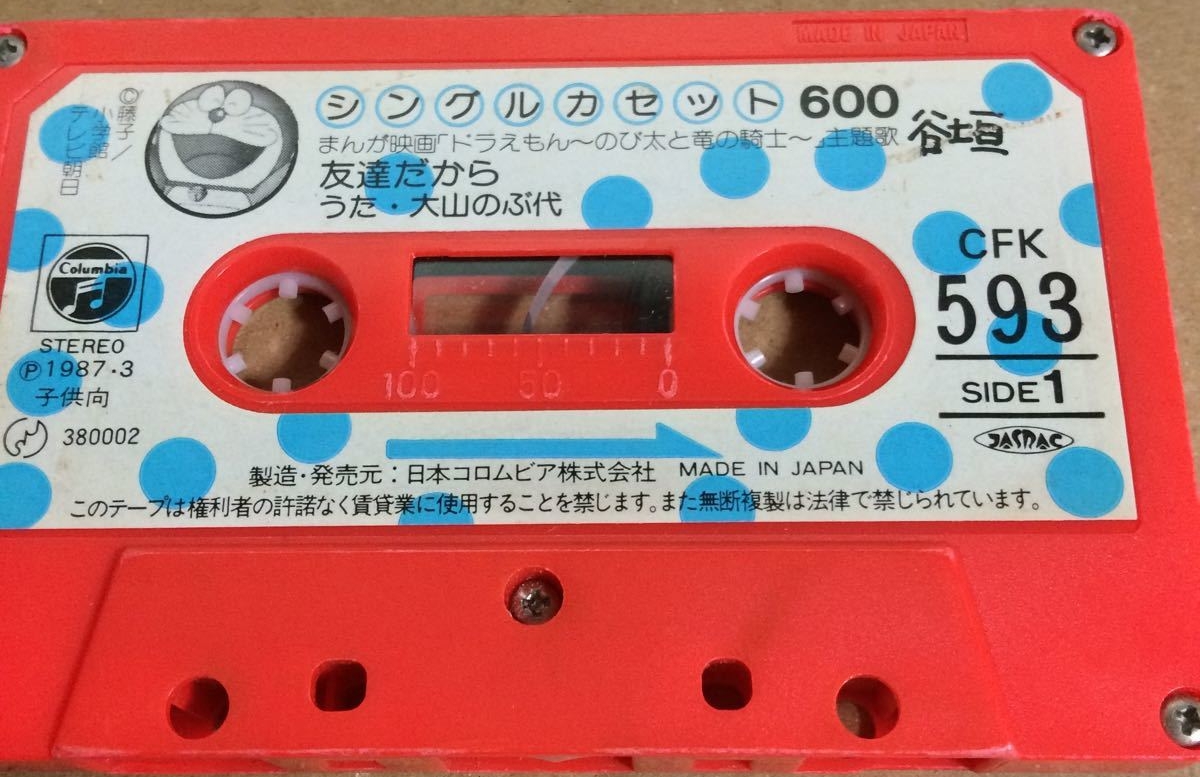 MADE IN JAPAN
©藤子/
小学館
テレビ朝日
シングルカセット 600
谷垣
まんが映画「ドラえもん〜のび太と竜の騎士〜」主題歌
友達だから
うた・大山のぶ代
Columbia
STEREO
Ⓟ1987・3
子供向
380002
100 50 0
CFK
593
SIDE 1
JASRAC
製造・発売元：日本コロムビア株式会社 MADE IN JAPAN
このテープは権利者の許諾なく賃貸業に使用することを禁じます。また無断複製は法律で禁じられています。